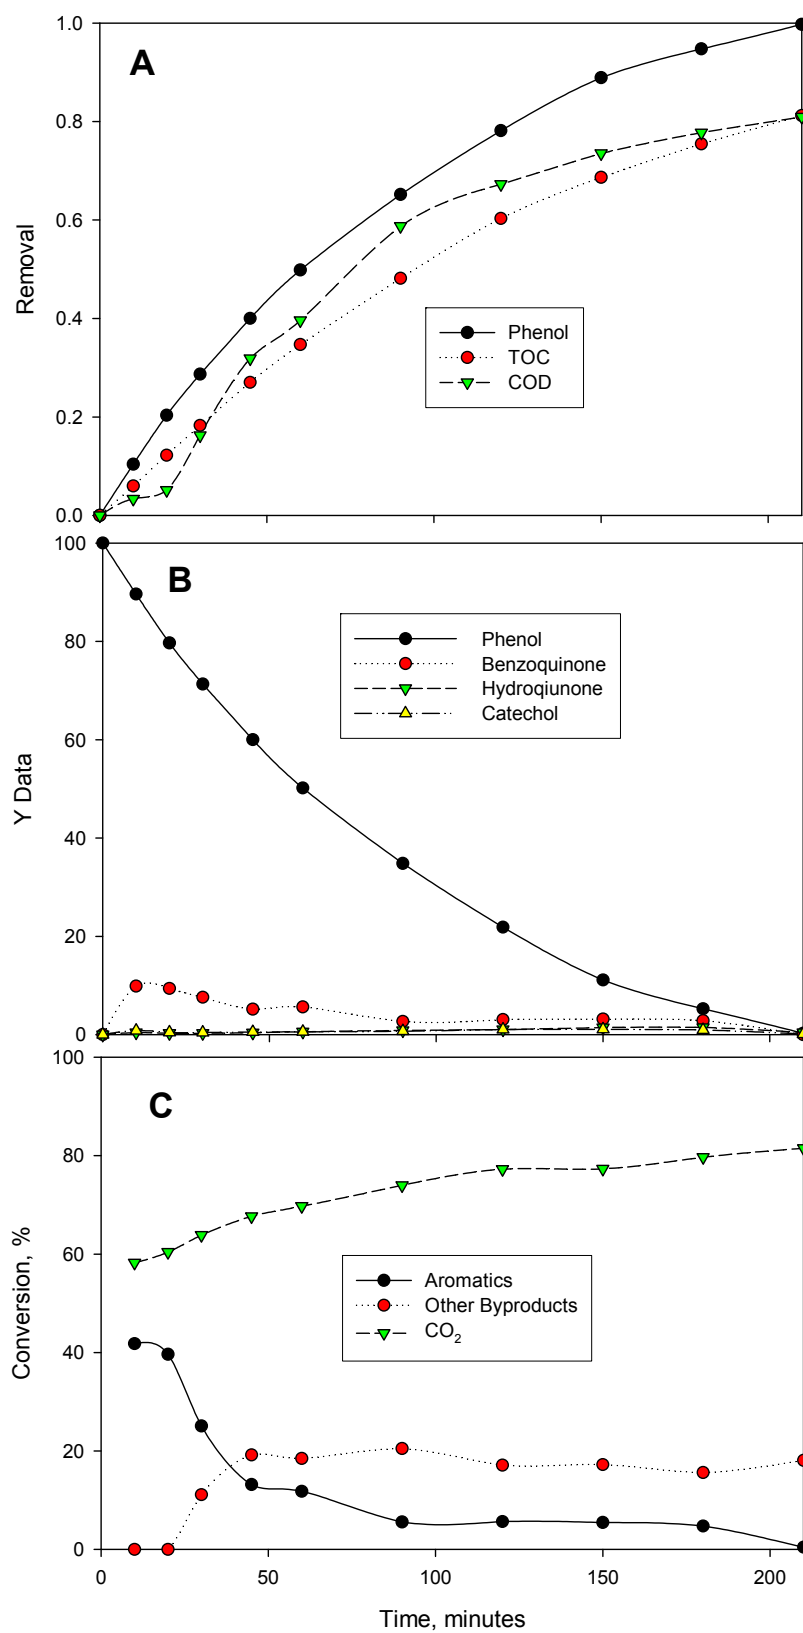 1.0
A
0.8
0.6
Removal
0.4
Phenol
TOC
COD
0.2
0.0
100
B
80
Phenol
Benzoquinone
Hydroqiunone
Catechol
60
Y Data
40
20
0
100
C
80
60
Conversion, %
Aromatics
Other Byproducts
CO2
40
20
0
0 50 100 150 200
Time, minutes